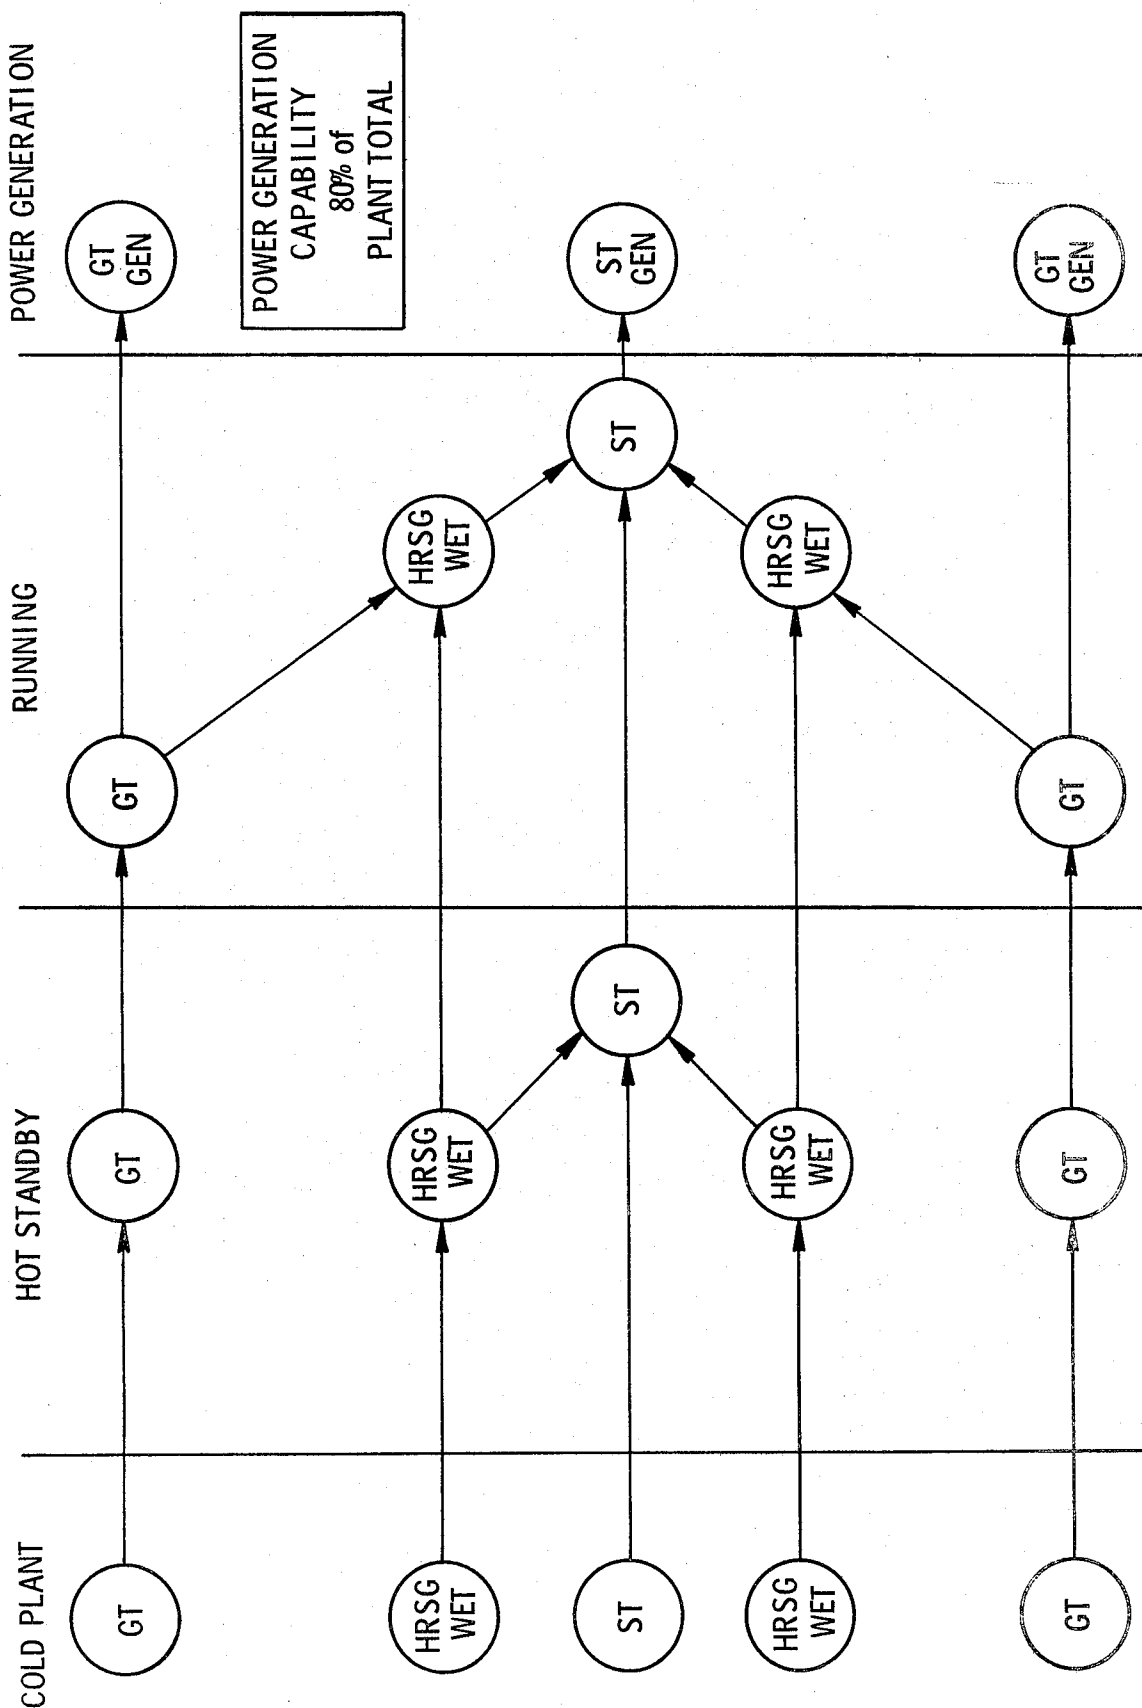 COLD PLANT
HOT STANDBY
RUNNING
POWER GENERATION
GT
GT
GT
GT
GEN
POWER GENERATION
CAPABILITY
80% of
PLANT TOTAL
HRSG
WET
HRSG
WET
HRSG
WET
ST
ST
ST
ST
GEN
HRSG
WET
HRSG
WET
HRSG
WET
GT
GT
GT
GT
GEN